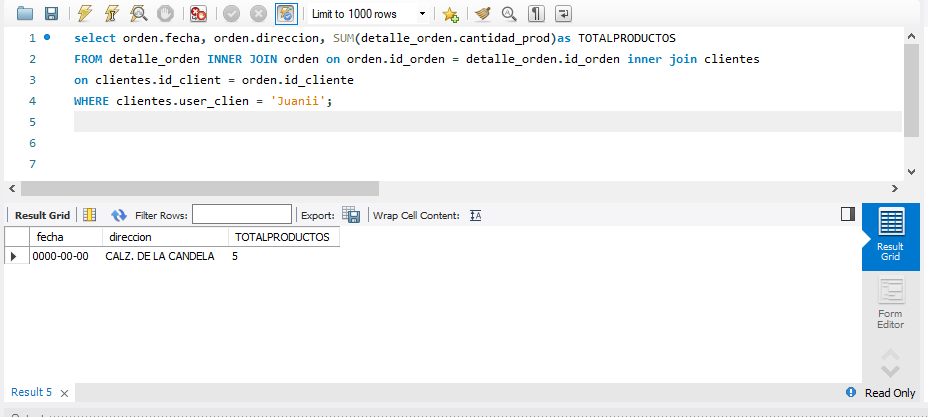 Limit to 1000 rows
1 select orden.fecha, orden.direccion, SUM(detalle_orden.cantidad_prod)as TOTALPRODUCTOS
2 FROM detalle_orden INNER JOIN orden on orden.id_orden = detalle_orden.id_orden inner join clientes
3 on clientes.id_client = orden.id_cliente
4 WHERE clientes.user_clien = 'Juanii';
5
6
7
Result Grid Filter Rows: Export: Wrap Cell Content:
fecha direccion TOTALPRODUCTOS
0000-00-00 CALZ. DE LA CANDELA 5
Result Grid
Form Editor
Result 5 Read Only